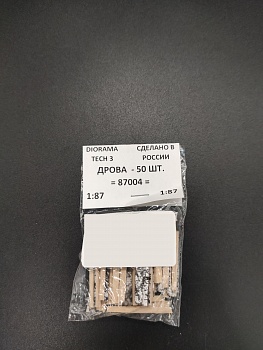 DIORAMA СДЕЛАНО В
TECH 3 РОССИИ
ДРОВА - 50 ШТ.
= 87004 =
1:87 1:87